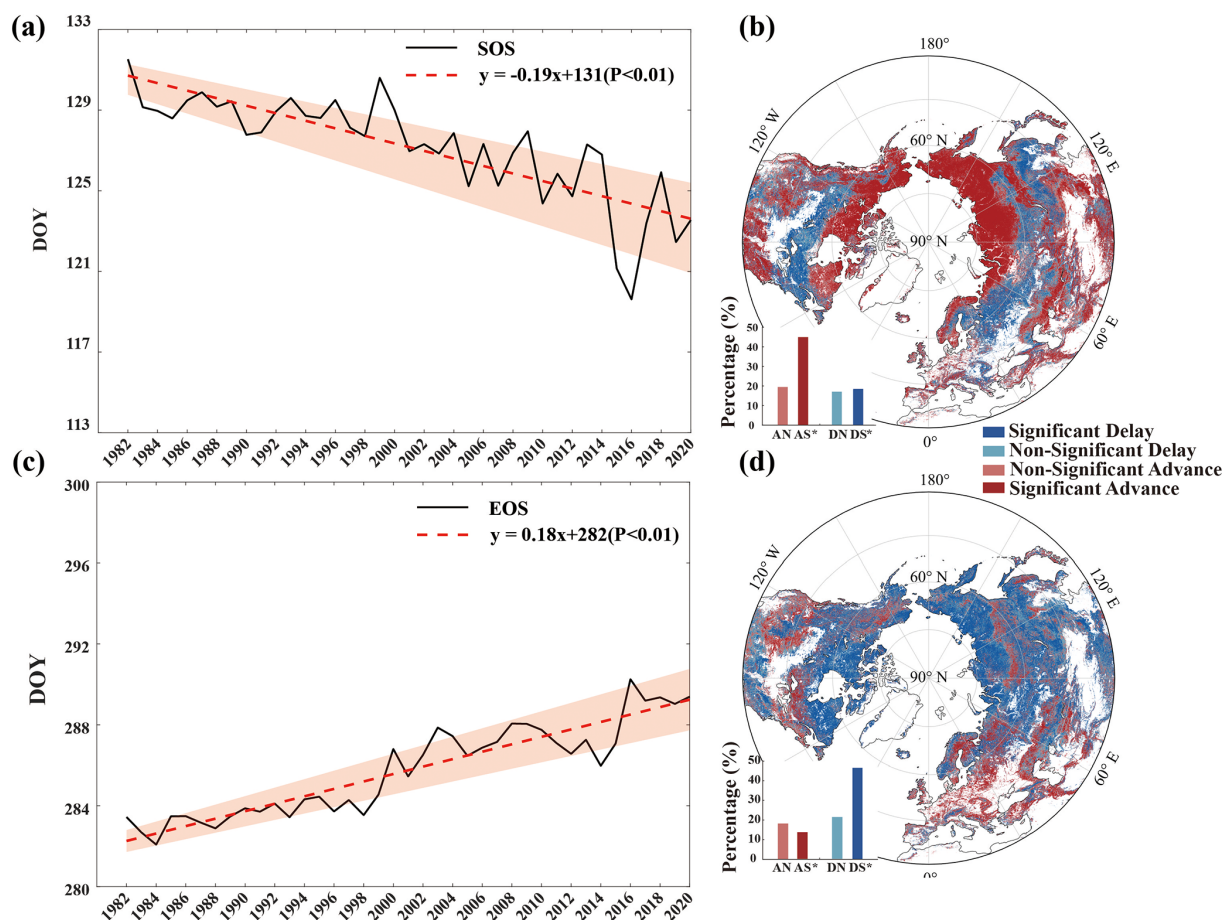 (a)
133
129
125
121
117
113
DOY
SOS
y = -0.19x+131(P<0.01)
1982
1984
1986
1988
1990
1992
1994
1996
1998
2000
2002
2004
2006
2008
2010
2012
2014
2016
2018
2020
(b)
180°
120° W
60° N
120° E
90° N
60° E
0°
Percentage (%)
50
40
30
20
10
0
AN AS* DN DS*
Significant Delay
Non-Significant Delay
Non-Significant Advance
Significant Advance
(c)
300
296
292
288
284
280
DOY
EOS
y = 0.18x+282(P<0.01)
1982
1984
1986
1988
1990
1992
1994
1996
1998
2000
2002
2004
2006
2008
2010
2012
2014
2016
2018
2020
(d)
180°
120° W
60° N
120° E
90° N
60° E
0°
Percentage (%)
50
40
30
20
10
0
AN AS* DN DS*